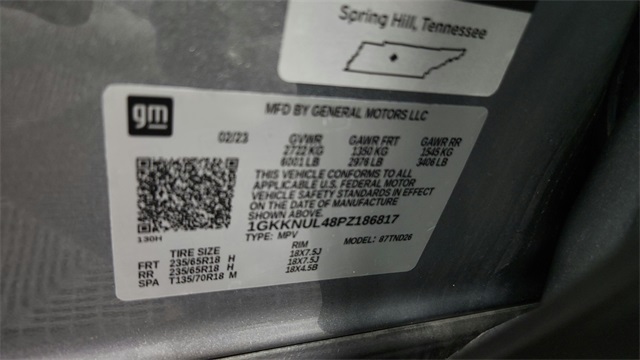 Spring Hill, Tennessee
gm
MFD BY GENERAL MOTORS LLC
02/23 GVWR GAWR FRT GAWR RR
2722 KG 1350 KG 1545 KG
6001 LB 2976 LB 3406 LB
THIS VEHICLE CONFORMS TO ALL
APPLICABLE U.S. FEDERAL MOTOR
VEHICLE SAFETY STANDARDS IN EFFECT
ON THE DATE OF MANUFACTURE
SHOWN ABOVE.
1GKKNUL48PZ186817
130H
TYPE: MPV MODEL: 87TND26
TIRE SIZE RIM
FRT 235/65R18 H 18X7.5J
RR 235/65R18 H 18X7.5J
SPA T135/70R18 M 18X4.5B